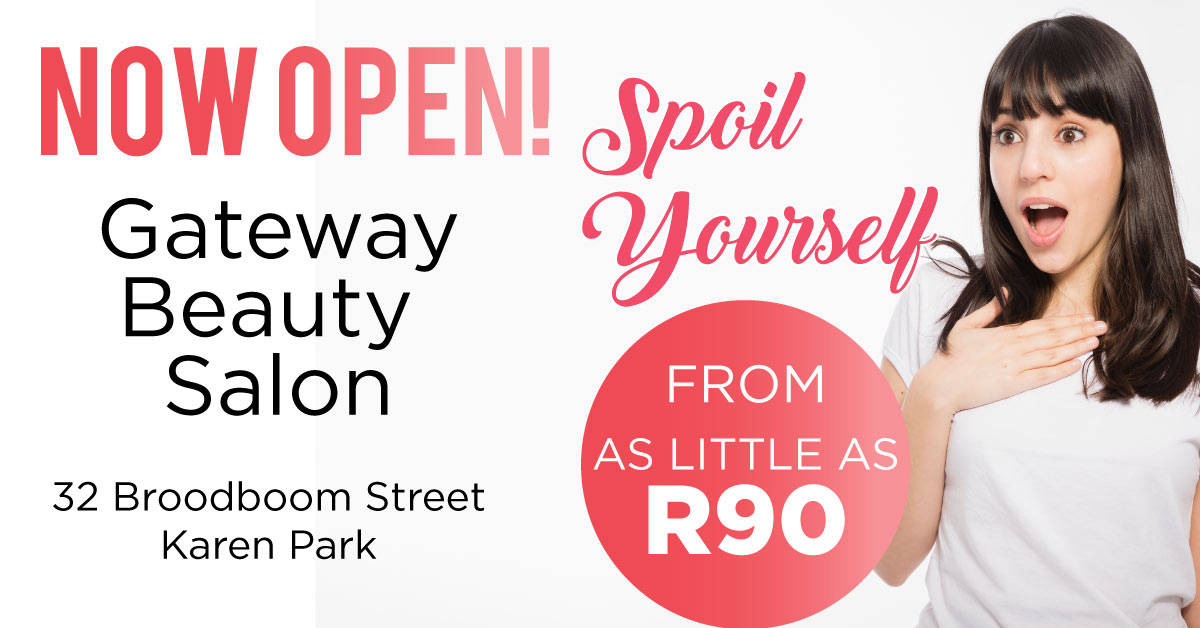 NOW OPEN!
Gateway
Beauty
Salon
32 Broodboom Street
Karen Park
Spoil
Yourself
FROM
AS LITTLE AS
R90